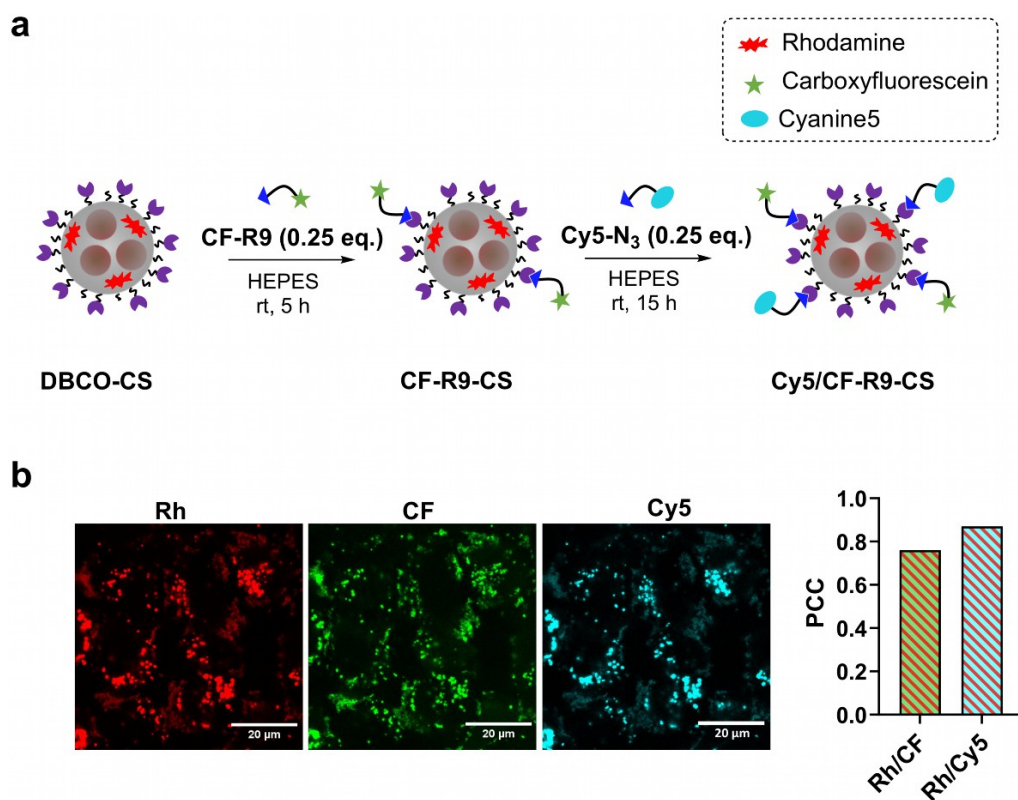 a
Rhodamine
Carboxyfluorescein
Cyanine5
CF-R9 (0.25 eq.)
HEPES
rt, 5 h
Cy5-N₃ (0.25 eq.)
HEPES
rt, 15 h
DBCO-CS
CF-R9-CS
Cy5/CF-R9-CS
b
Rh
CF
Cy5
20 µm
20 µm
20 µm
PCC
1.0
0.8
0.6
0.4
0.2
0.0
Rh/CF
Rh/Cy5